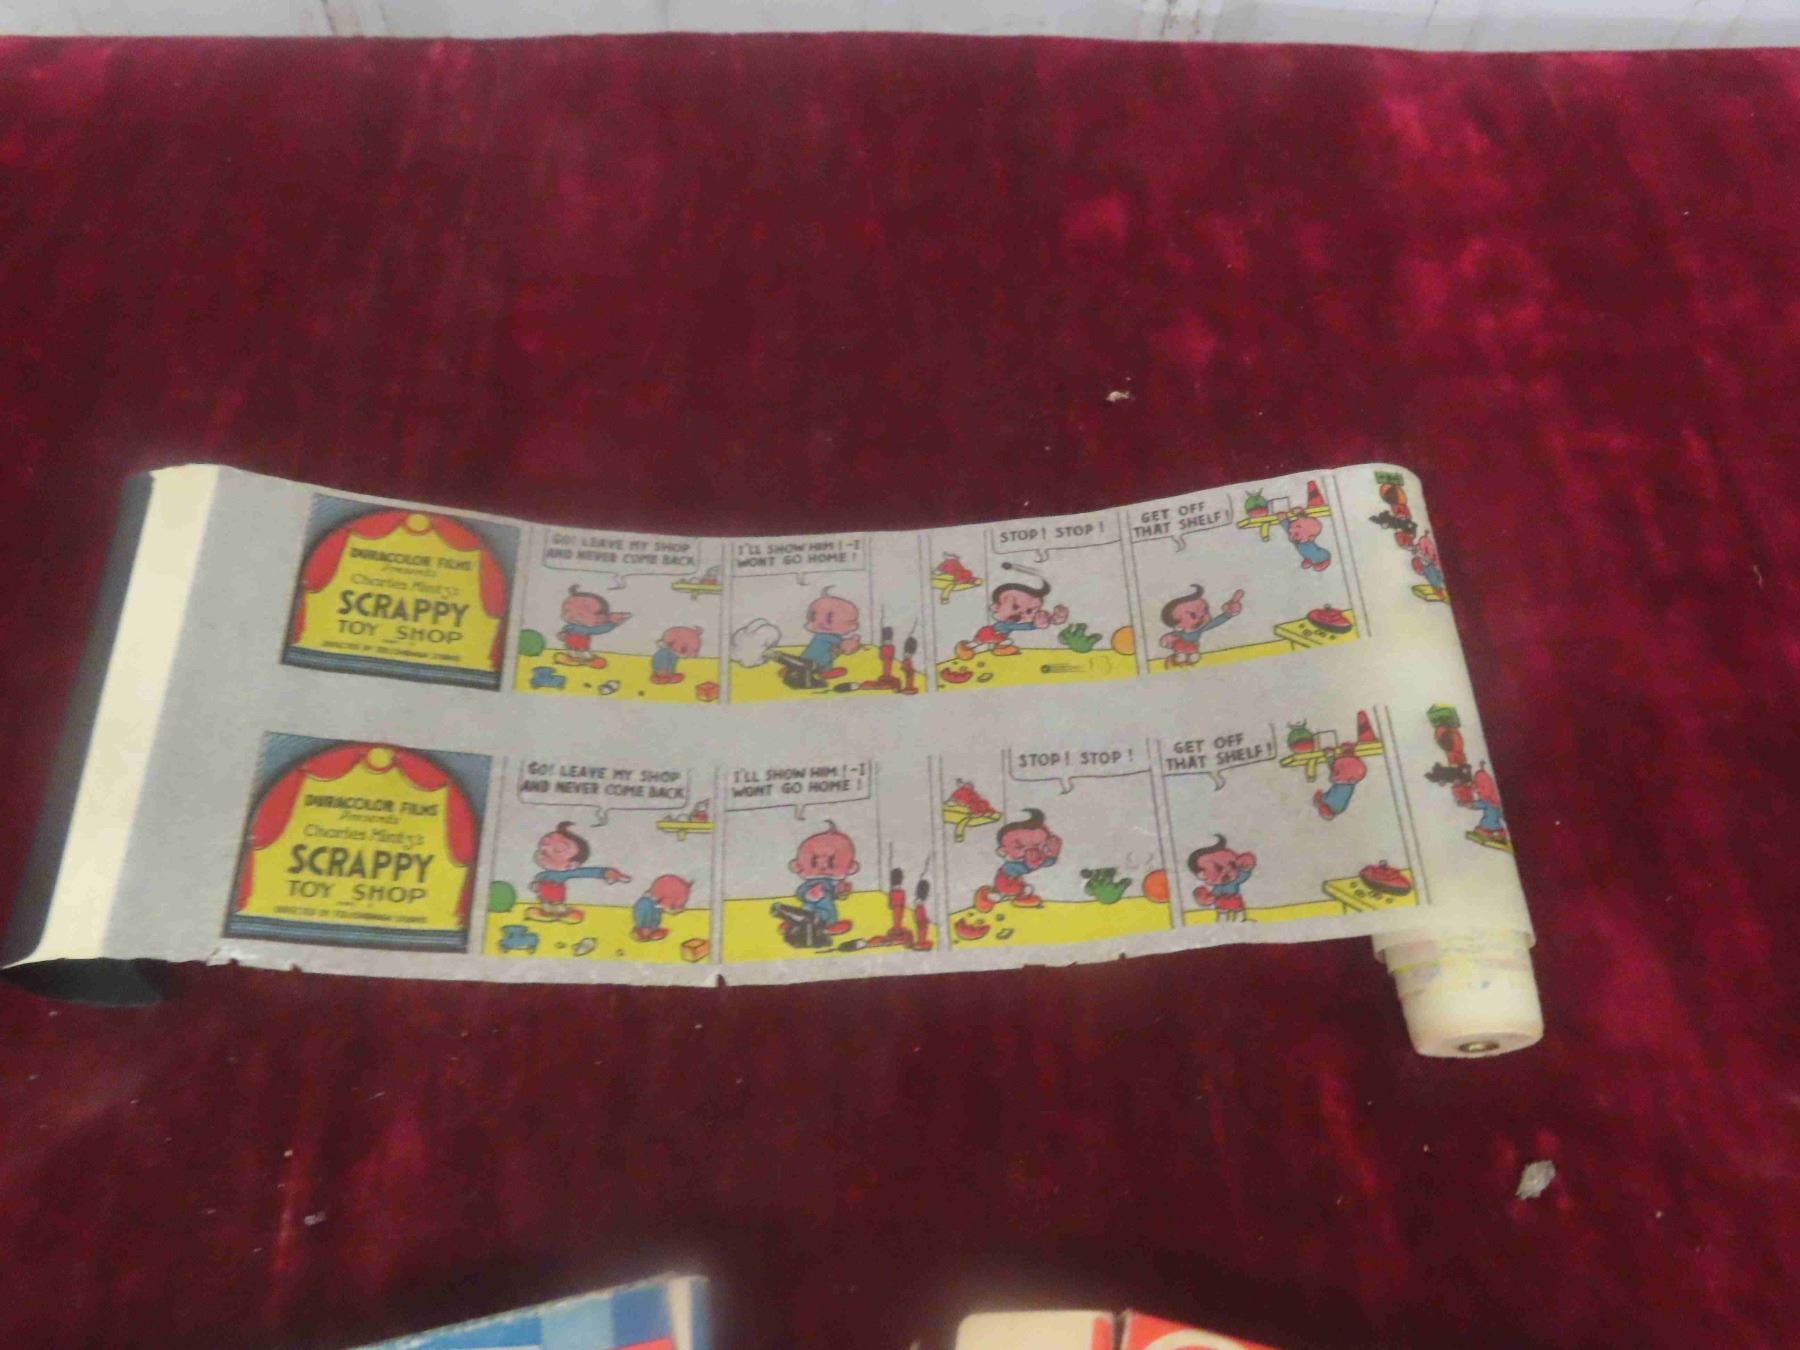 DURACOLOR FILMS
Presents
Charles Mintz's
SCRAPPY
TOY SHOP
GO! LEAVE MY SHOP
AND NEVER COME BACK
I'LL SHOW HIM! -I
WONT GO HOME!
STOP! STOP!
GET OFF
THAT SHELF!
DURACOLOR FILMS
Presents
Charles Mintz's
SCRAPPY
TOY SHOP
GO! LEAVE MY SHOP
AND NEVER COME BACK
I'LL SHOW HIM! -I
WONT GO HOME!
STOP! STOP!
GET OFF
THAT SHELF!